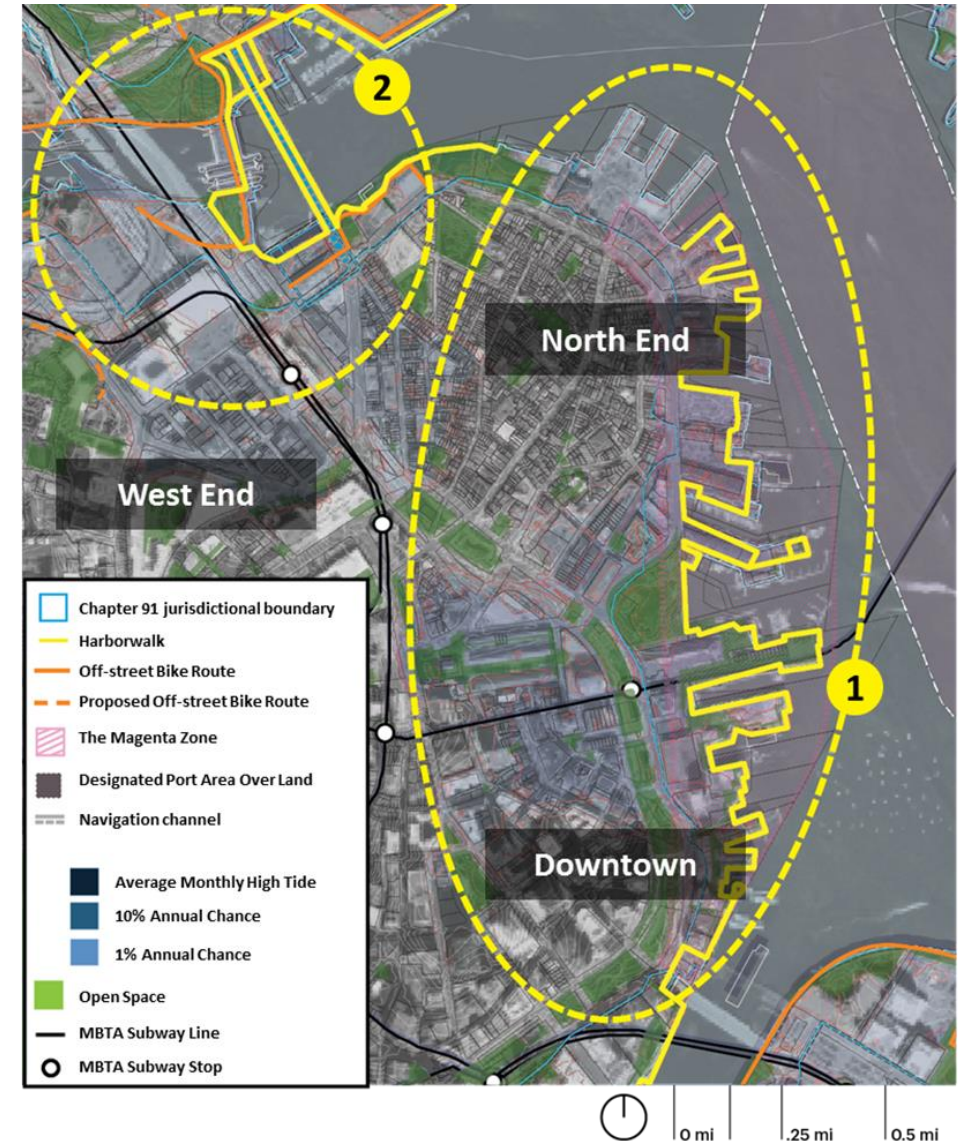 2
North End
West End
1
Downtown
Chapter 91 jurisdictional boundary
Harborwalk
Off-street Bike Route
Proposed Off-street Bike Route
The Magenta Zone
Designated Port Area Over Land
Navigation channel
Average Monthly High Tide
10% Annual Chance
1% Annual Chance
Open Space
MBTA Subway Line
MBTA Subway Stop
0 mi
.25 mi
0.5 mi